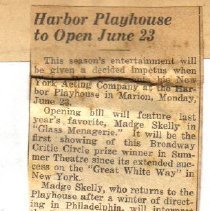 Harbor Playhouse
to Open June 23
This season's entertainment will
be given a decided impetus when
his New
York Acting Company at the Har-
bor Playhouse in Marion, Monday,
June 23.
Opening bill will feature last
year's favorite, Madge Skelly in
"Glass Menagerie." It will be the
first showing of this Broadway
Critic Circle prize winner in Sum-
mer Theatre since its extended suc-
cess on the "Great White Way" in
New York.
Madge Skelly, who returns to the
Playhouse after a winter of direct-
ing in Philadelphia, will